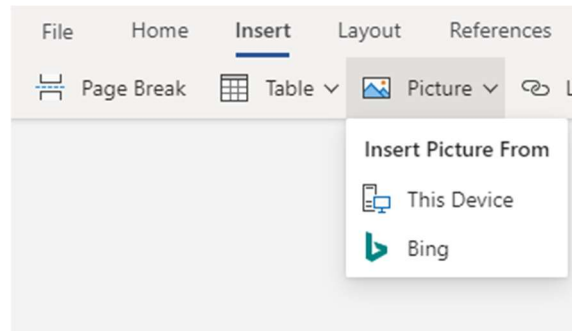 File Home Insert Layout References
Page Break Table Picture
Insert Picture From
This Device
Bing